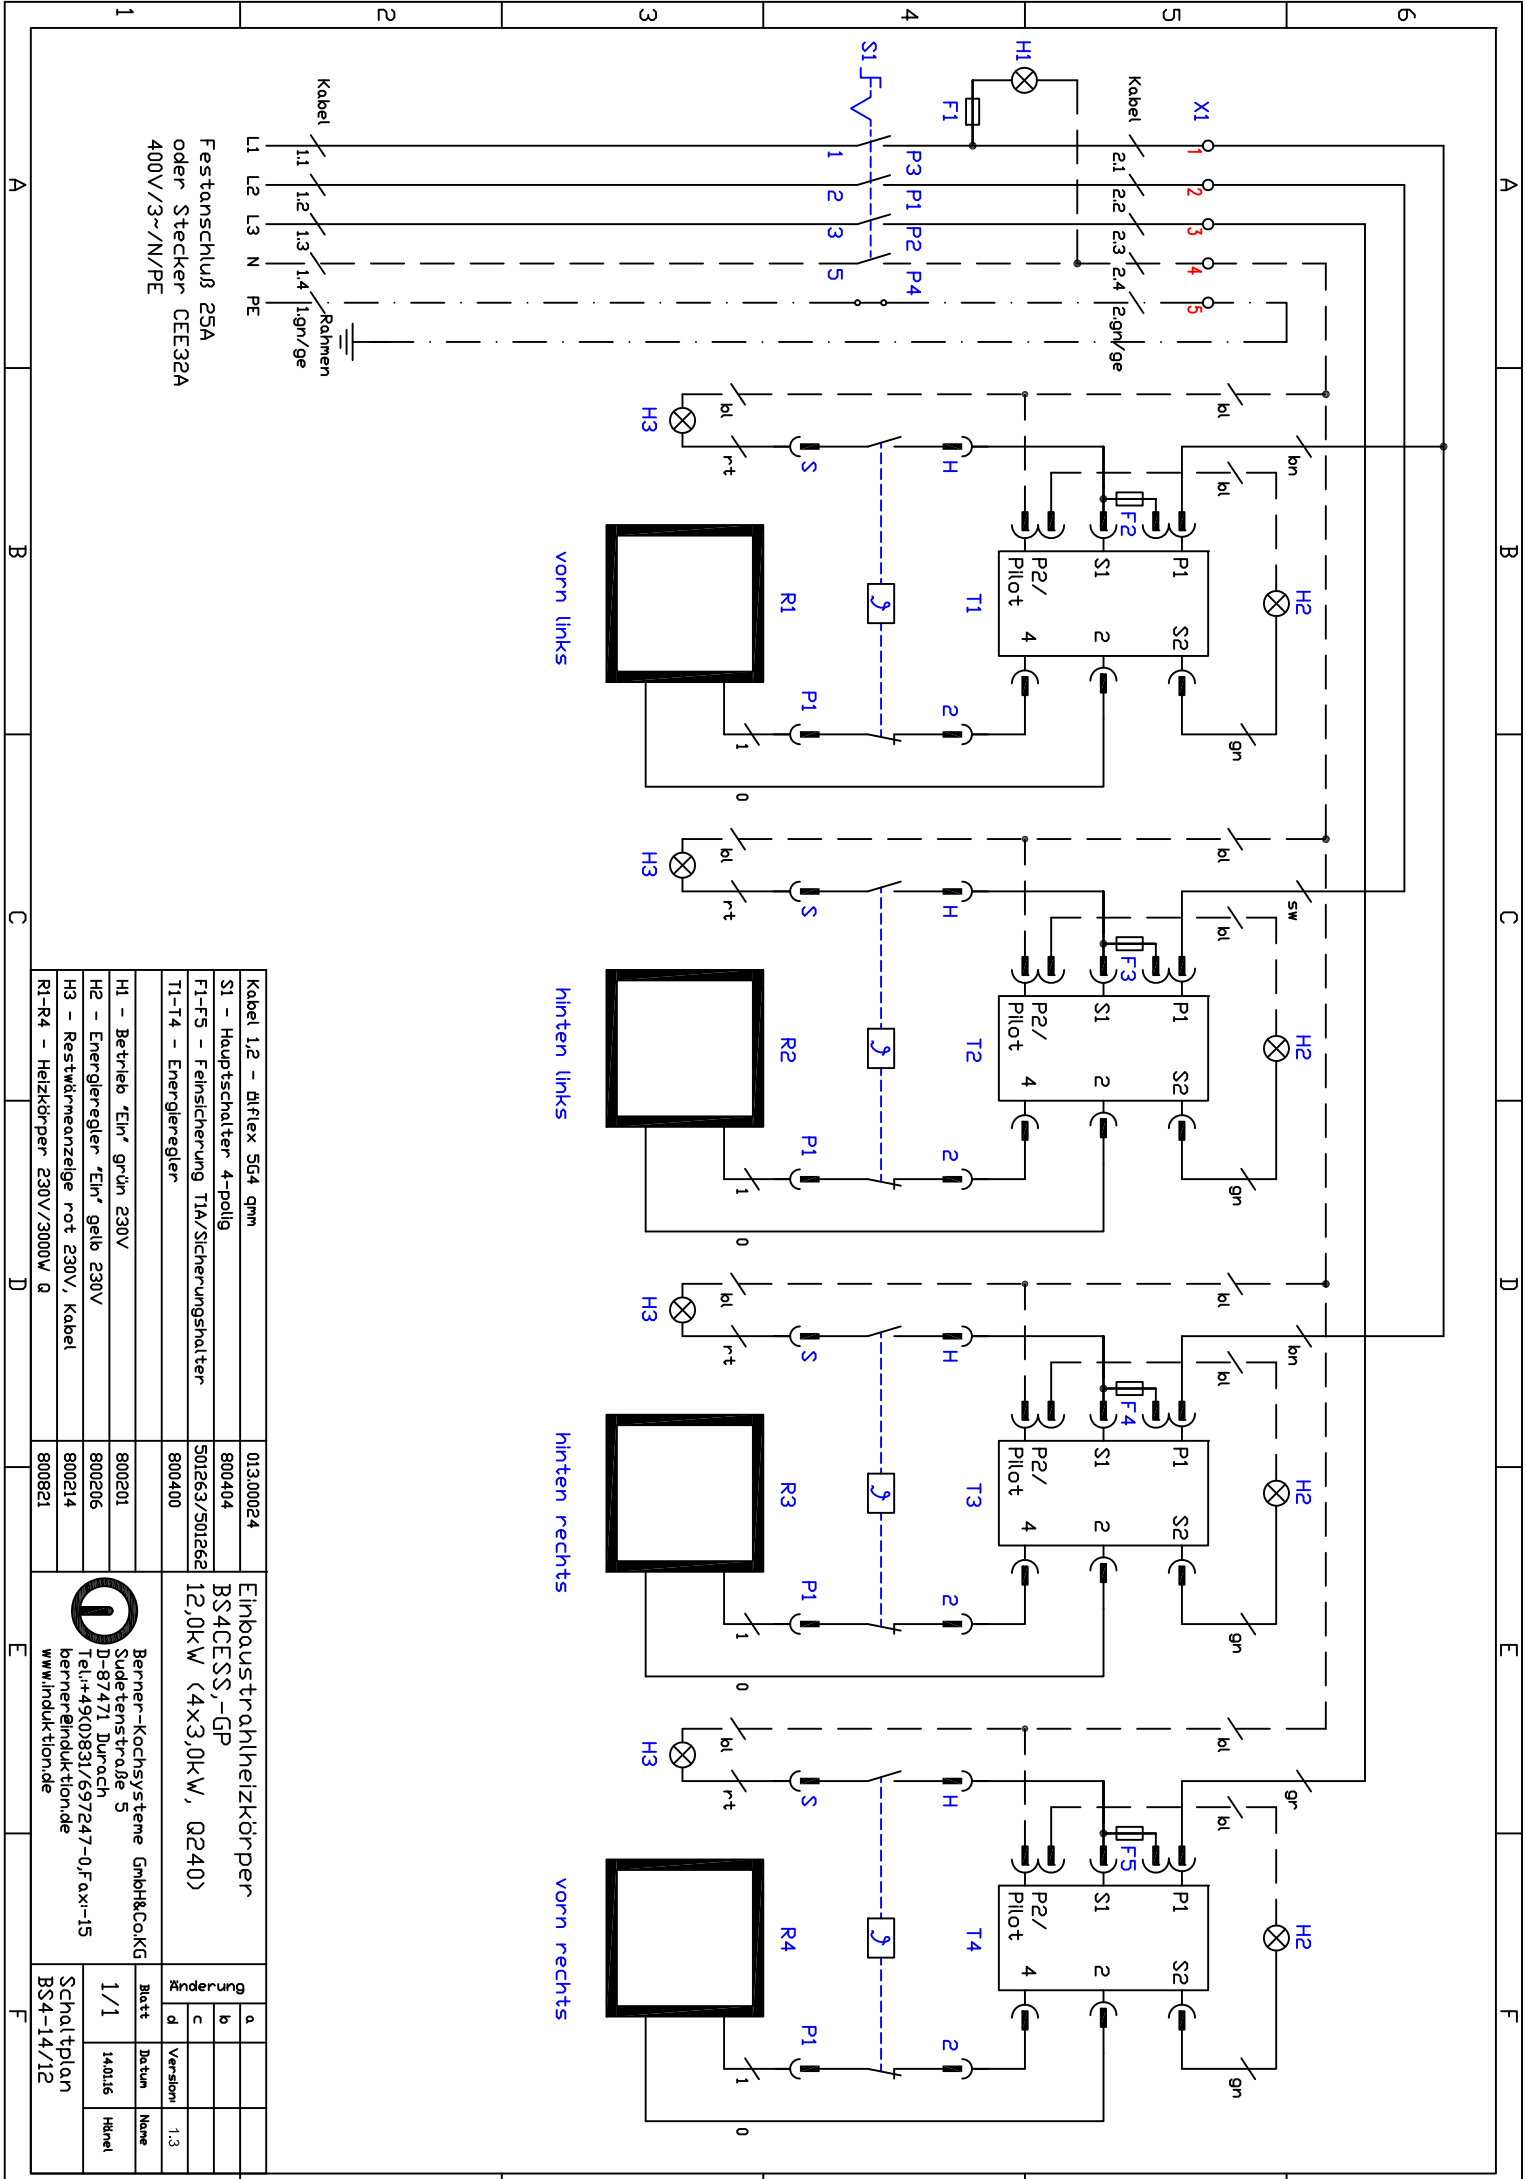 1
2
3
4
5
6
A
B
C
D
E
F
A
B
C
D
E
F
X1
1
2
3
4
5
Kabel
2.1
2.2
2.3
2.4
2.gn/ge
H1
F1
S1
P3
P1
P2
P4
1
2
3
5
Kabel
1.1
1.2
1.3
1.4
1.gn/ge
Rahmen
L1
L2
L3
N
PE
Festanschluß 25A
oder Stecker CEE32A
400V/3~/N/PE
bn
bl
bl
H2
gn
F2
P1
S1
P2/
Pilot
S2
2
4
T1
H
2
S
P1
bl
rt
H3
R1
1
0
vorn links
sw
bl
bl
H2
gn
F3
P1
S1
P2/
Pilot
S2
2
4
T2
H
2
S
P1
bl
rt
H3
R2
1
0
hinten links
bn
bl
bl
H2
gn
F4
P1
S1
P2/
Pilot
S2
2
4
T3
H
2
S
P1
bl
rt
H3
R3
1
0
hinten rechts
gr
bl
bl
H2
gn
F5
P1
S1
P2/
Pilot
S2
2
4
T4
H
2
S
P1
bl
rt
H3
R4
1
0
vorn rechts
Kabel 1,2 - Ölflex 5G4 qmm 013.00024
S1 - Hauptschalter 4-polig 800404
F1-F5 - Feinsicherung T1A/Sicherungshalter 501263/501262
T1-T4 - Energieregler 800400
H1 - Betrieb "Ein" grün 230V 800201
H2 - Energieregler "Ein" gelb 230V 800206
H3 - Restwärmeanzeige rot 230V, Kabel 800214
R1-R4 - Heizkörper 230V/3000W Q 800821
Einbaustrahlheizkörper
BS4CESS,-GP
12,0kW (4x3,0kW, Q240)
Berner-Kochsysteme GmbH&Co.KG
Sudetenstraße 5
D-87471 Durach
Tel.:+49(0)831/697247-0,Fax:-15
berner@induktion.de
www.induktion.de
Änderung
a
b
c
d
Version: 1.3
Blatt Datum Name
1/1 14.01.16 Hänel
Schaltplan
BS4-14/12